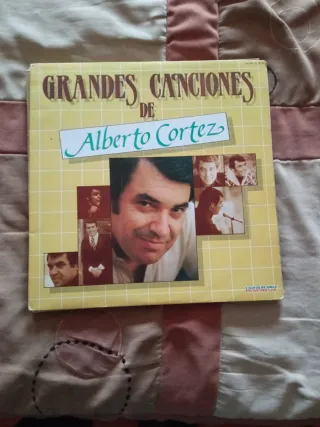 GRANDES CANCIONES
DE
Alberto Cortez